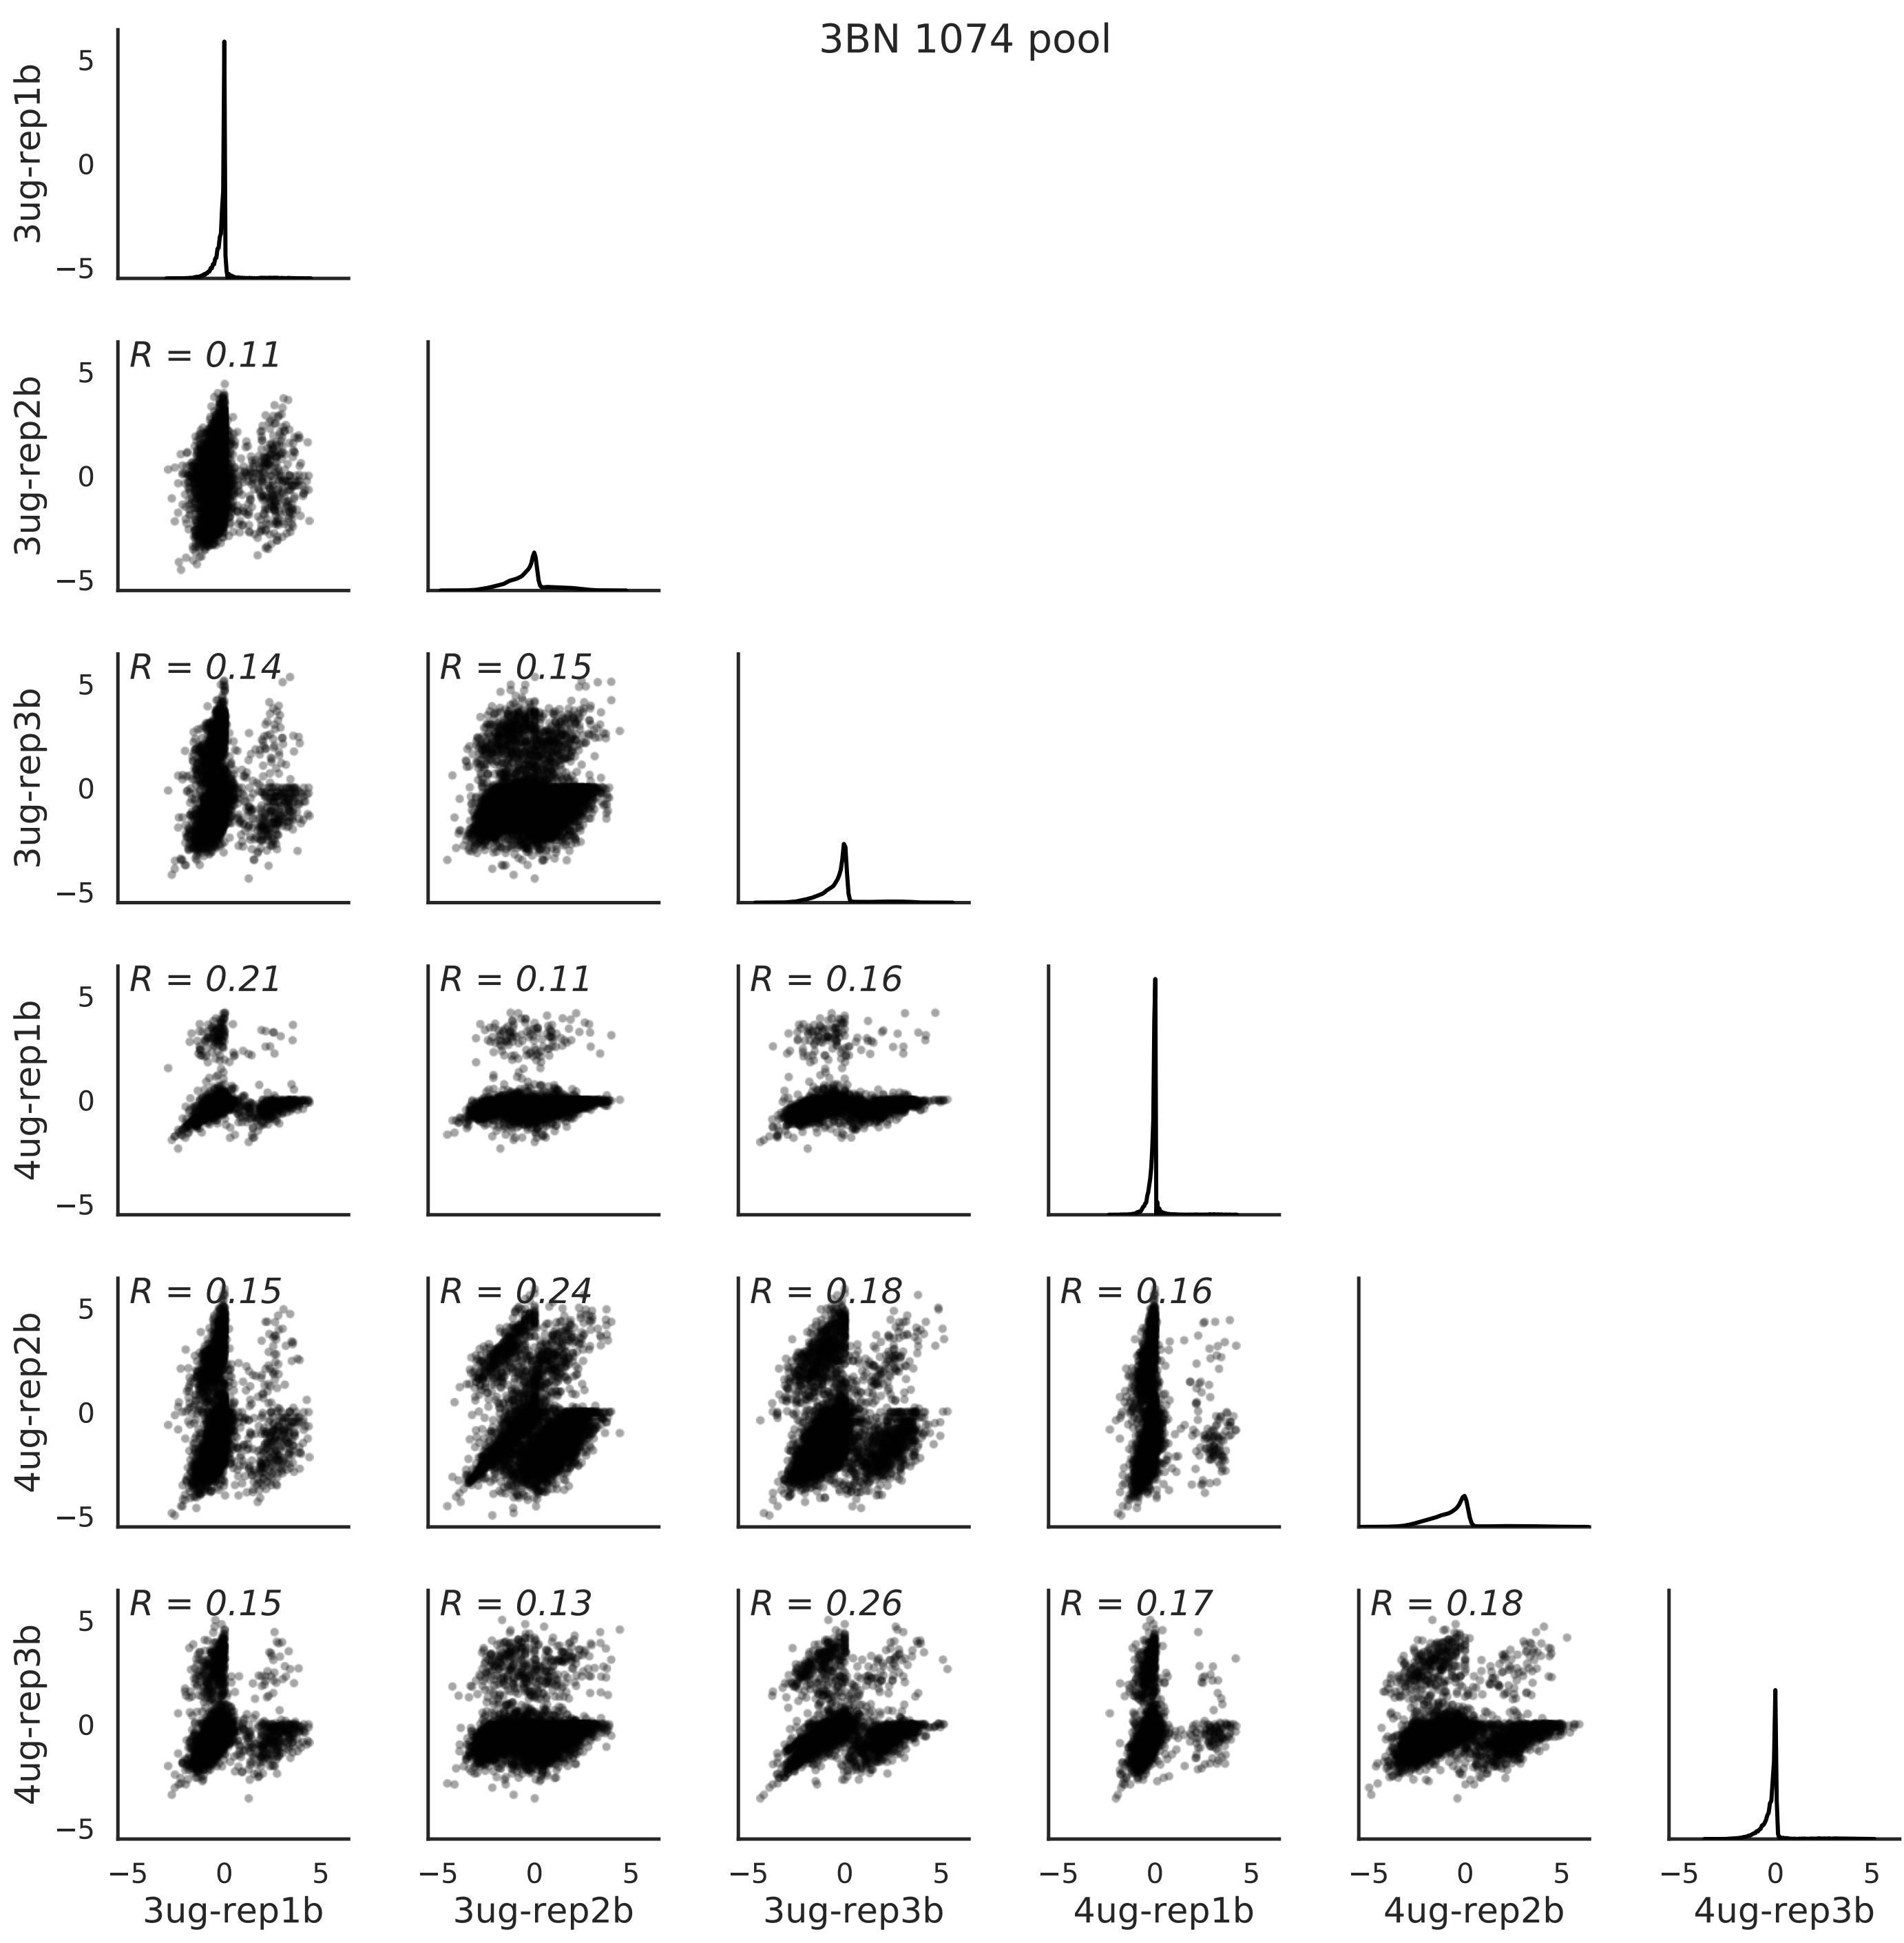 3BN 1074 pool
3ug-rep1b
5
0
−5
3ug-rep2b
5
0
−5
R = 0.11
3ug-rep3b
5
0
−5
R = 0.14
R = 0.15
4ug-rep1b
5
0
−5
R = 0.21
R = 0.11
R = 0.16
4ug-rep2b
5
0
−5
R = 0.15
R = 0.24
R = 0.18
R = 0.16
4ug-rep3b
5
0
−5
R = 0.15
R = 0.13
R = 0.26
R = 0.17
R = 0.18
−5 0 5 −5 0 5 −5 0 5 −5 0 5 −5 0 5 −5 0 5
3ug-rep1b 3ug-rep2b 3ug-rep3b 4ug-rep1b 4ug-rep2b 4ug-rep3b